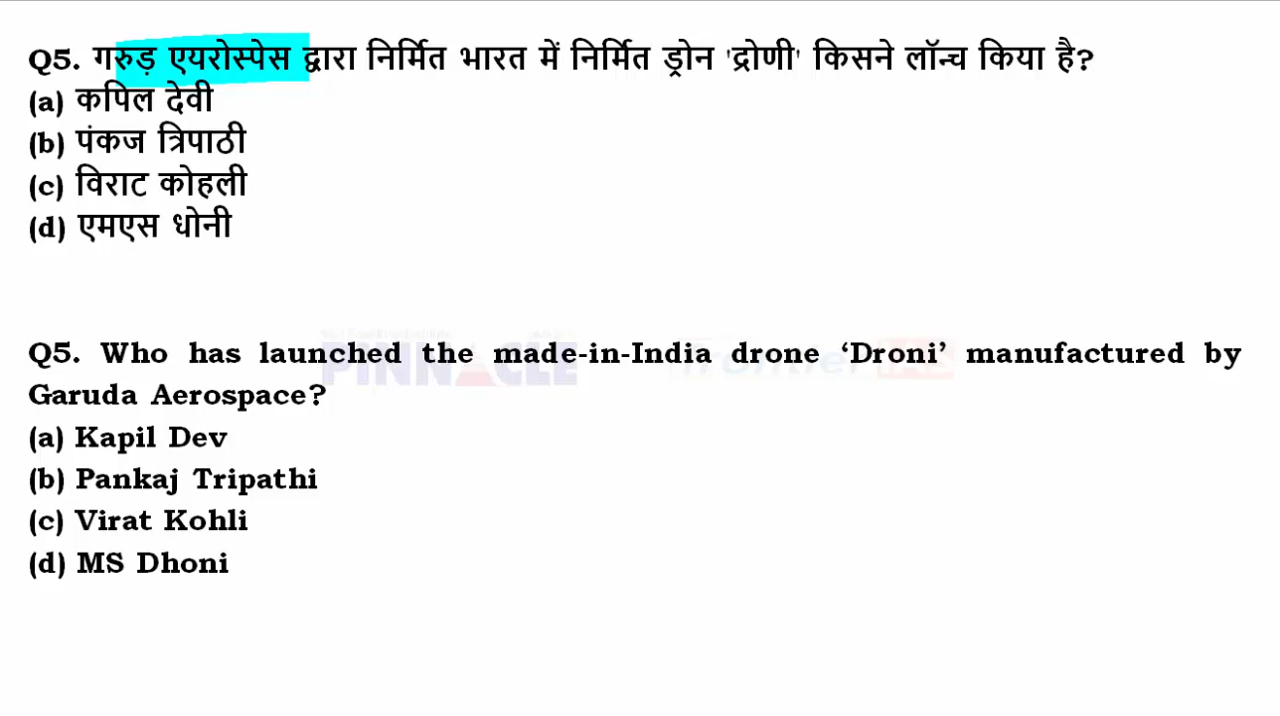 Q5. गरुड़ एयरोस्पेस द्वारा निर्मित भारत में निर्मित ड्रोन 'द्रोणी' किसने लॉन्च किया है?
(a) कपिल देवी
(b) पंकज त्रिपाठी
(c) विराट कोहली
(d) एमएस धोनी
Q5. Who has launched the made-in-India drone ‘Droni’ manufactured by
Garuda Aerospace?
(a) Kapil Dev
(b) Pankaj Tripathi
(c) Virat Kohli
(d) MS Dhoni
PINNACLE